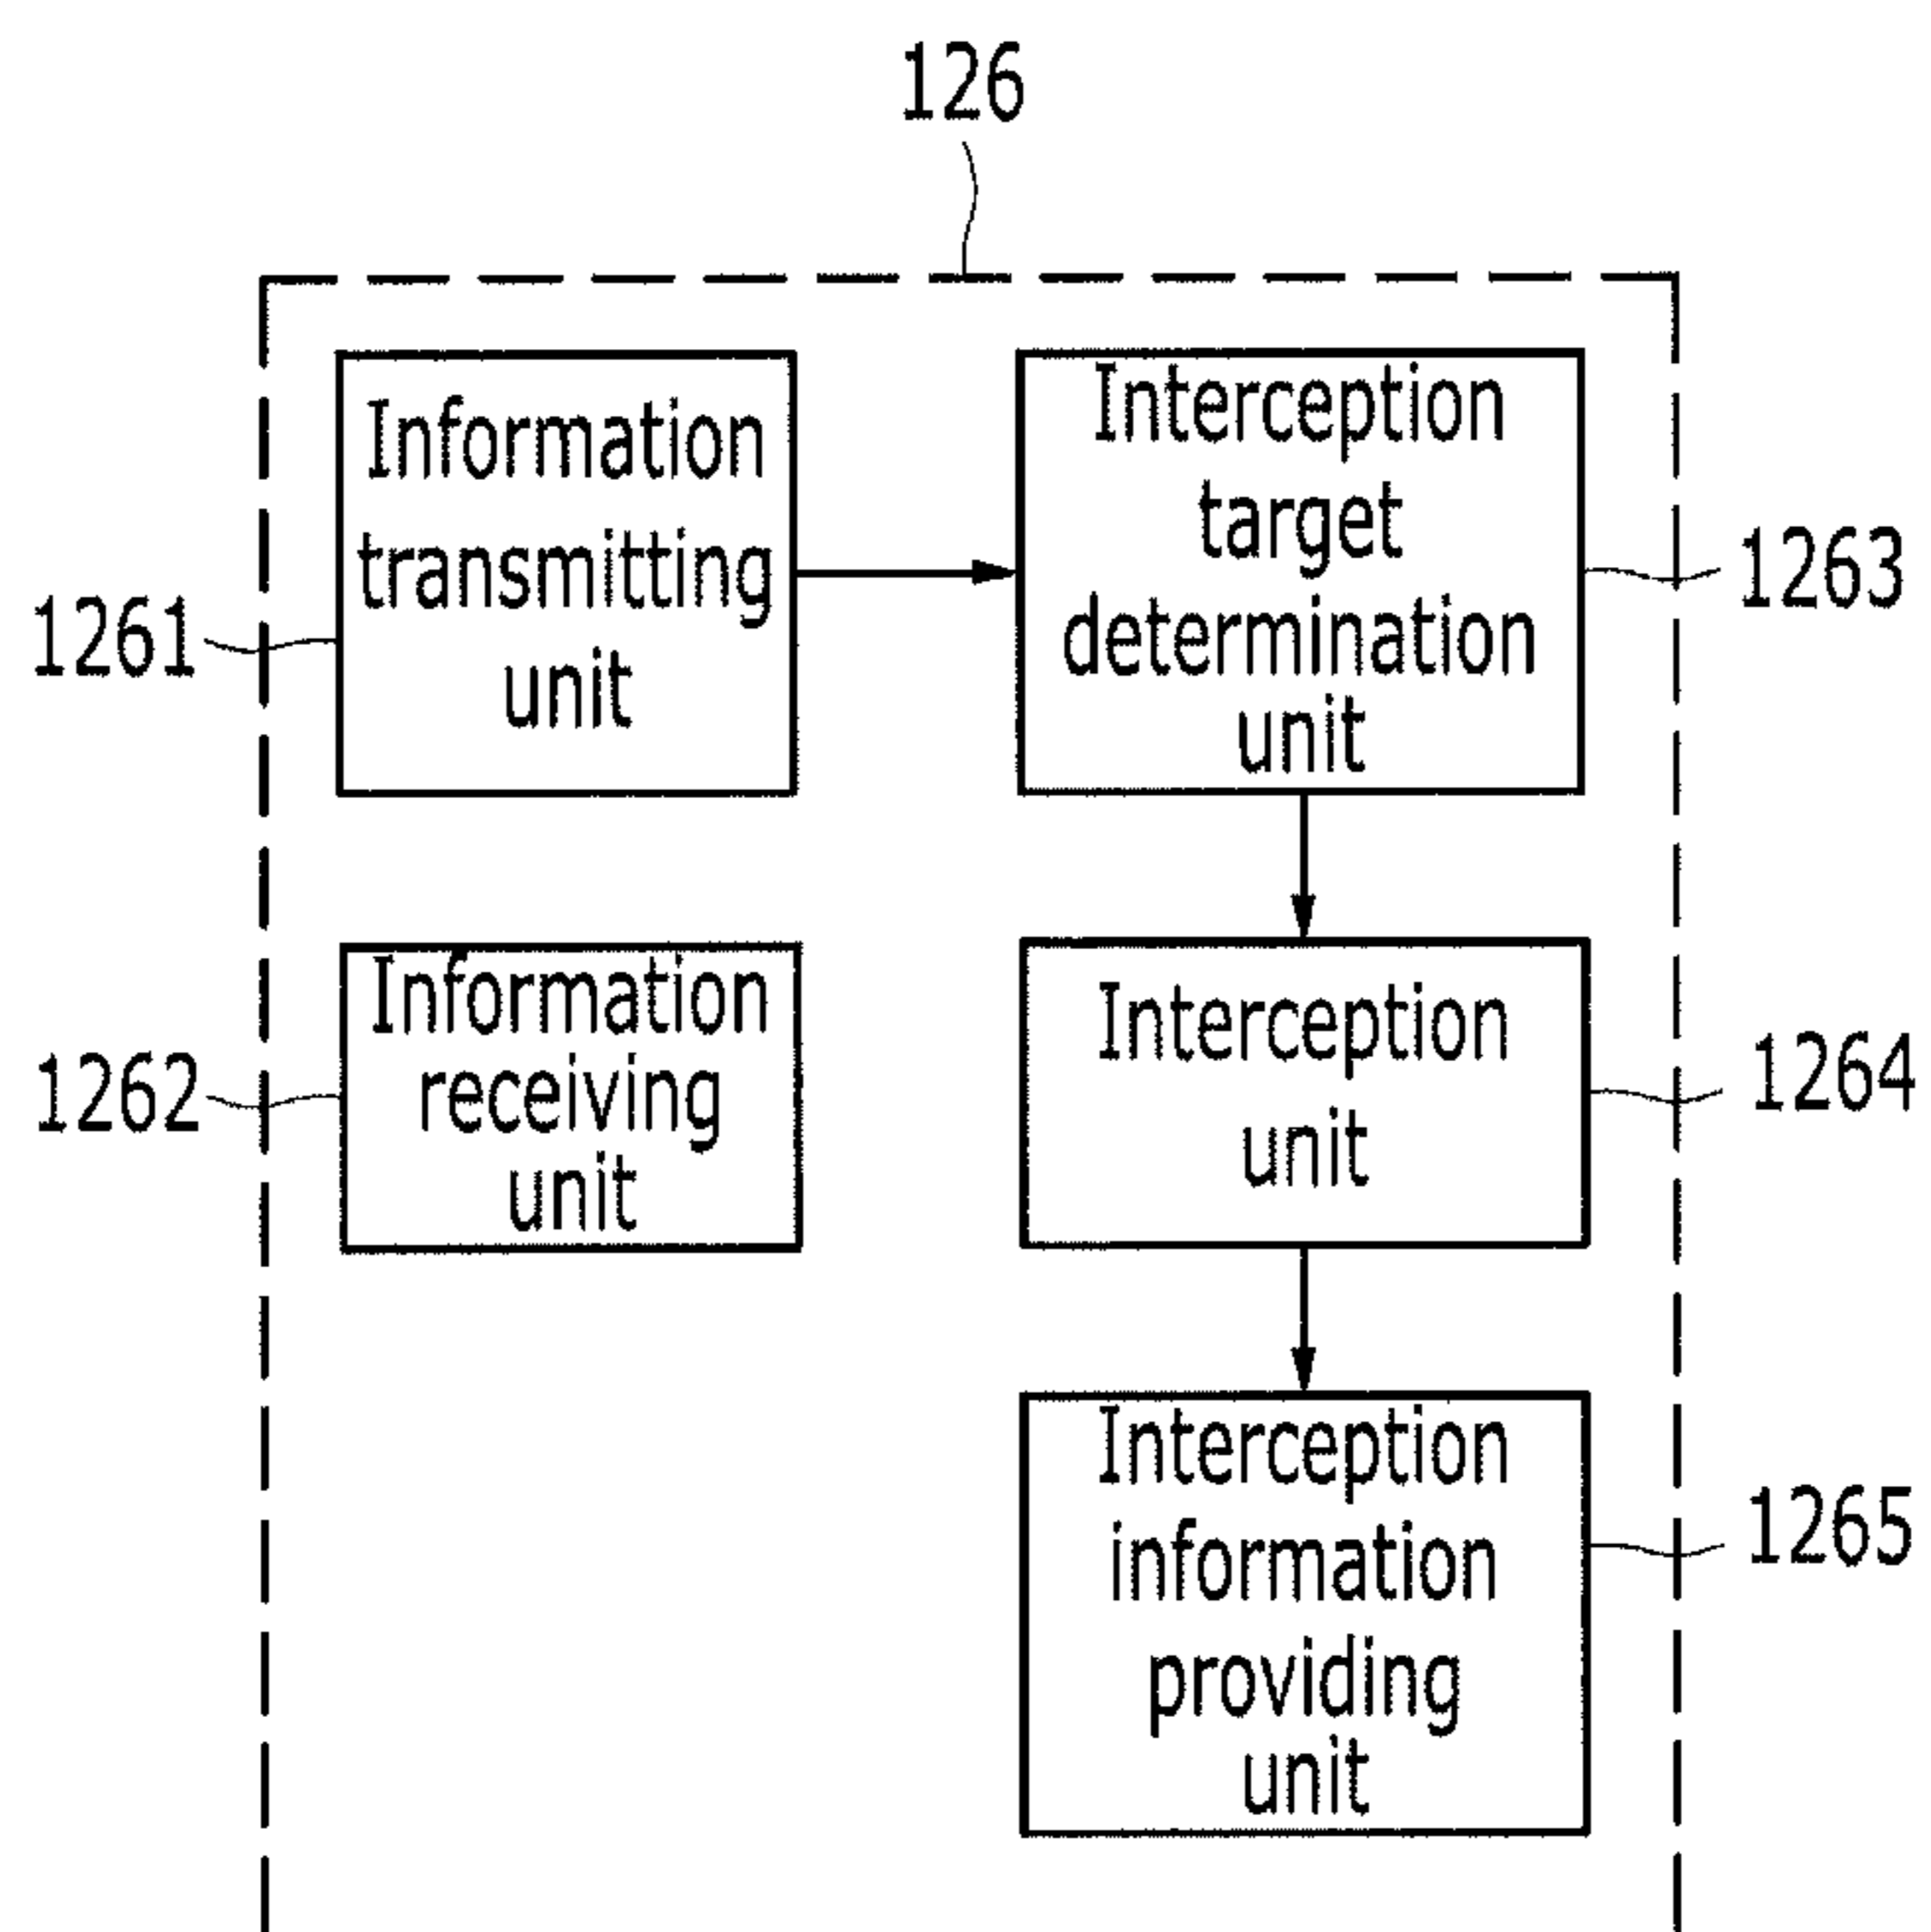 126
Information
transmitting
unit
1261
Interception
target
determination
unit
1263
Information
receiving
unit
1262
Interception
unit
1264
Interception
information
providing
unit
1265